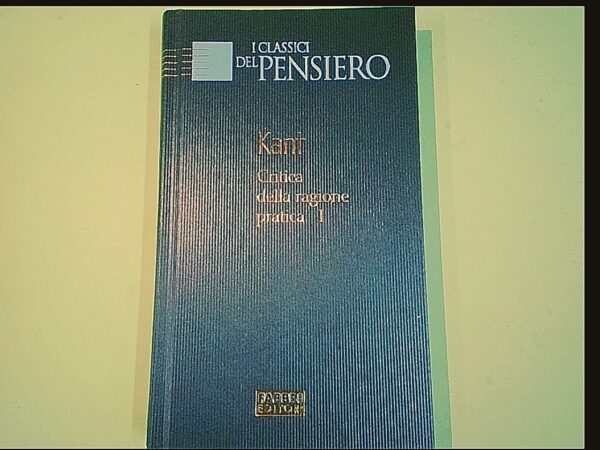 I CLASSICI
DEL PENSIERO
Kant
Critica
della ragione
pratica I
FABBRI
EDITORI